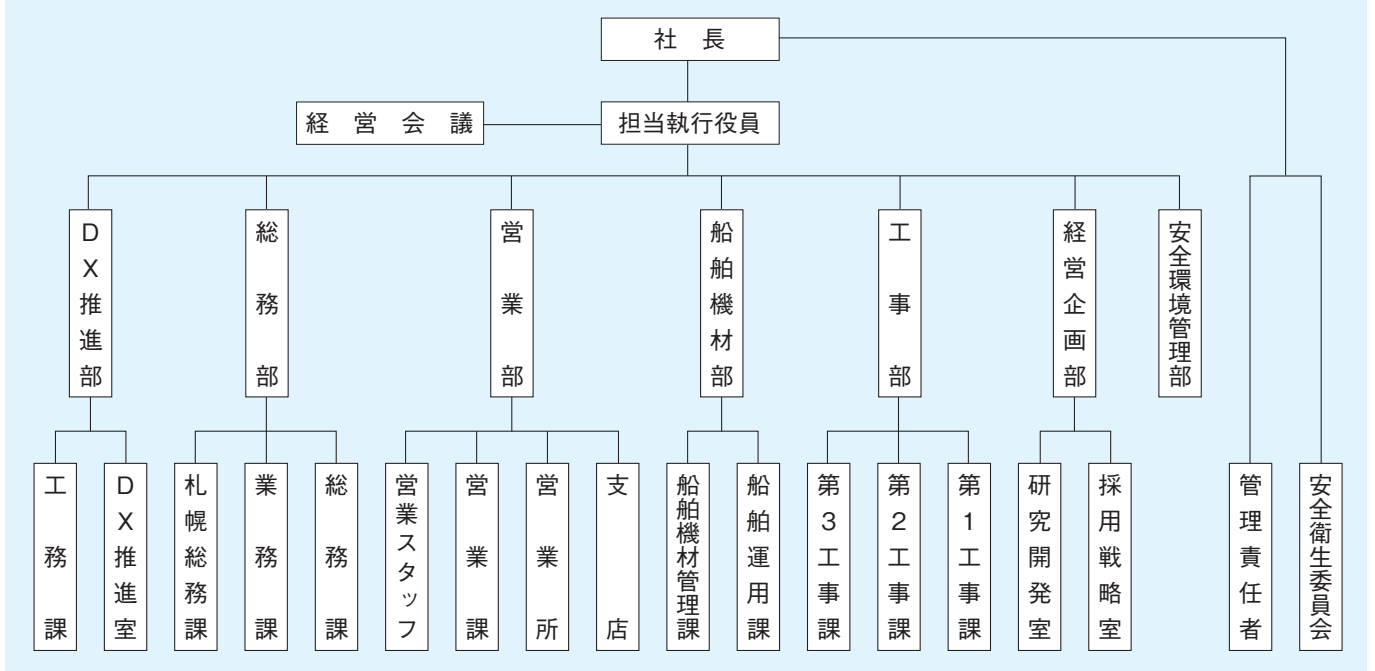 社長
経営会議
担当執行役員
DX推進部
総務部
営業部
船舶機材部
工事部
経営企画部
安全環境管理部
工務課
DX推進室
札幌総務課
業務課
総務課
営業スタッフ
営業課
営業所
支店
船舶機材管理課
船舶運用課
第3工事課
第2工事課
第1工事課
研究開発室
採用戦略室
管理責任者
安全衛生委員会